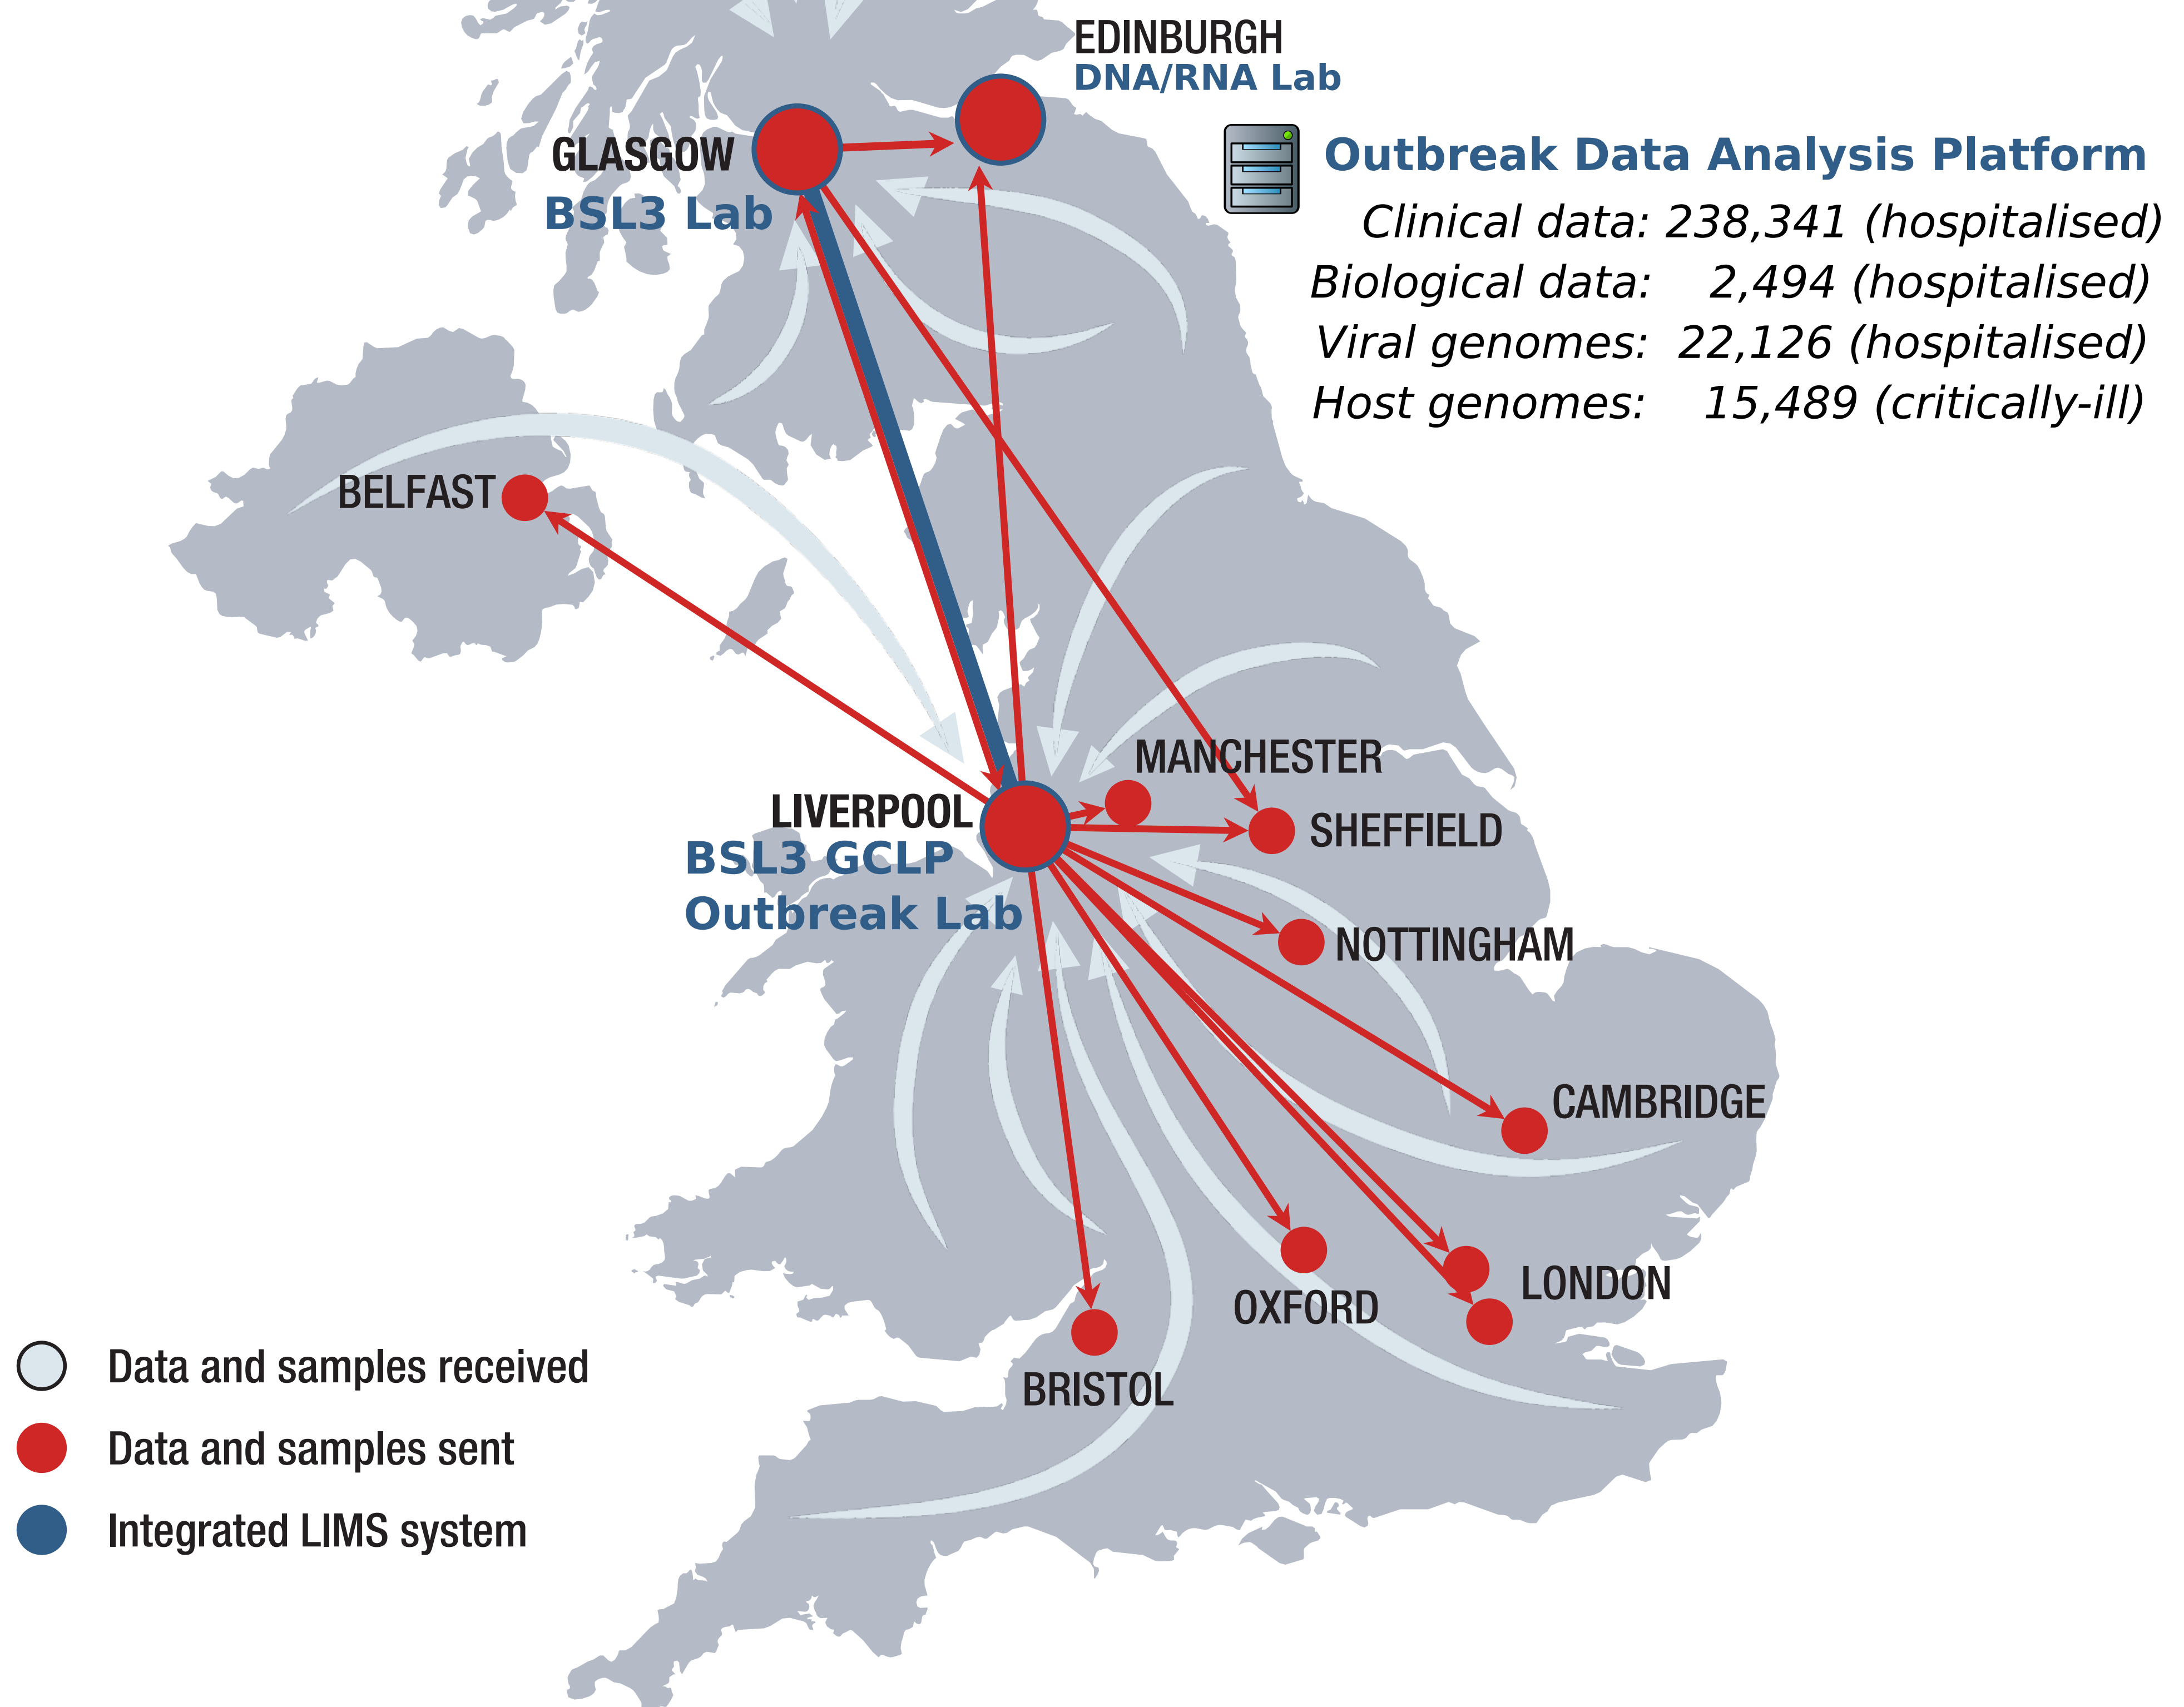 EDINBURGH
DNA/RNA Lab
GLASGOW
BSL3 Lab
Outbreak Data Analysis Platform
Clinical data: 238,341 (hospitalised)
Biological data: 2,494 (hospitalised)
Viral genomes: 22,126 (hospitalised)
Host genomes: 15,489 (critically-ill)
BELFAST
MANCHESTER
LIVERPOOL
BSL3 GCLP
Outbreak Lab
SHEFFIELD
NOTTINGHAM
CAMBRIDGE
LONDON
OXFORD
BRISTOL
Data and samples received
Data and samples sent
Integrated LIMS system